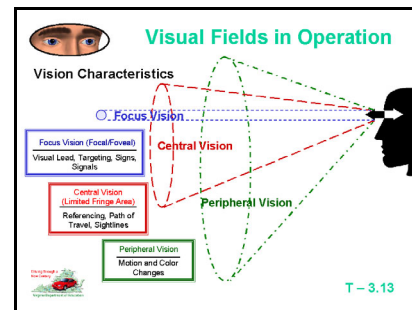 Visual Fields in Operation
Vision Characteristics
Focus Vision
Focus Vision (Focal/Foveal)
Visual Lead, Targeting, Signs,
Signals
Central Vision
Central Vision
(Limited Fringe Area)
Referencing, Path of
Travel, Sightlines
Peripheral Vision
Peripheral Vision
Motion and Color
Changes
T – 3.13